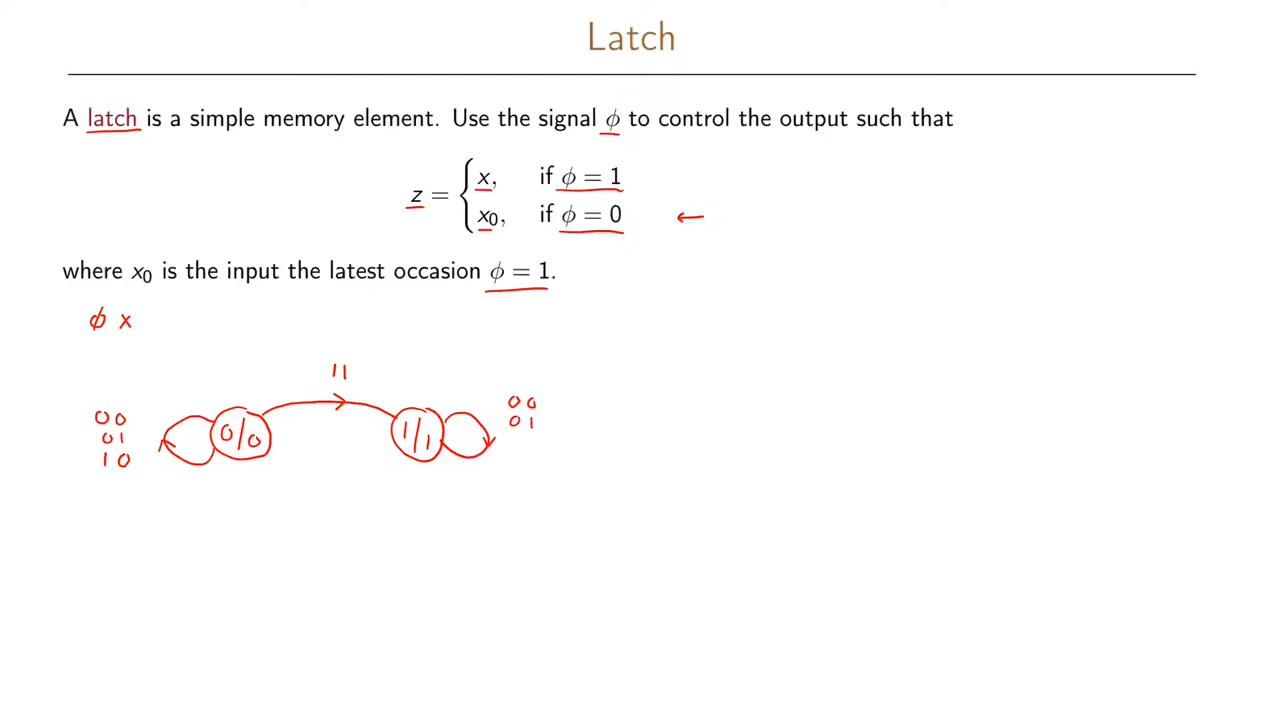 Latch
A latch is a simple memory element. Use the signal ϕ to control the output such that
z = { x, if ϕ = 1
x₀, if ϕ = 0 ←
where x₀ is the input the latest occasion ϕ = 1.
ϕ x
11
00
01
10
0/0
1/1
00
01